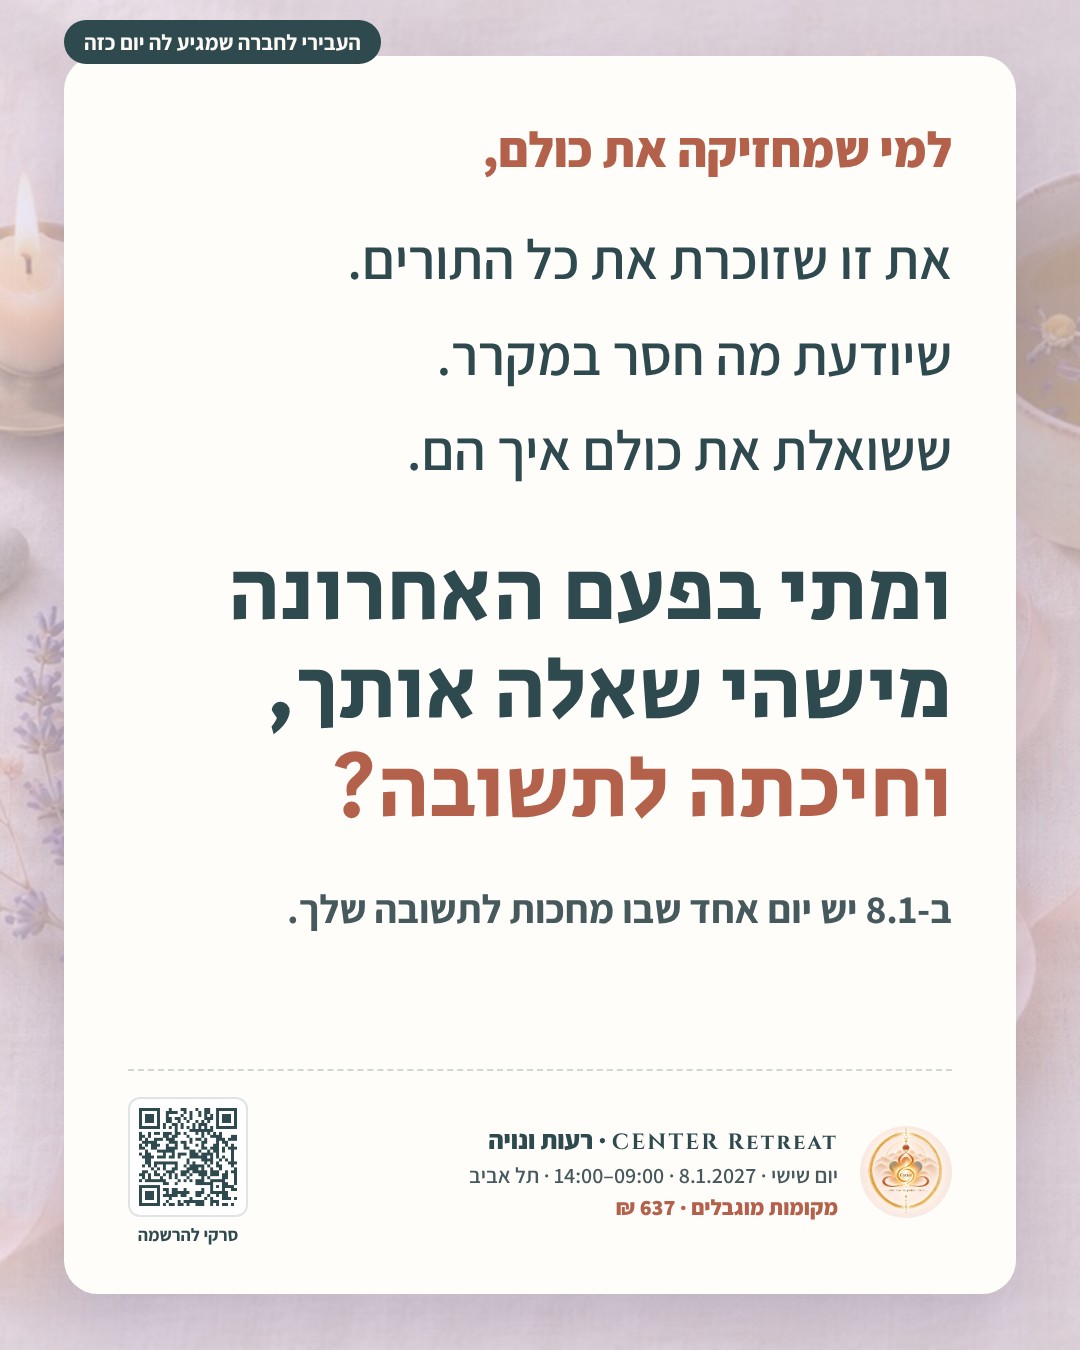 העבירי לחברה שמגיע לה יום כזה
למי שמחזיקה את כולם,
את זו שזוכרת את כל התורים.
שיודעת מה חסר במקרר.
ששואלת את כולם איך הם.
ומתי בפעם האחרונה
מישהי שאלה אותך,
וחיכתה לתשובה?
ב-8.1 יש יום אחד שבו מחכות לתשובה שלך.
CENTER RETREAT · רעות ונויה
יום שישי · 8.1.2027 · 09:00–14:00 · תל אביב
מקומות מוגבלים · 637 ₪
סרקי להרשמה